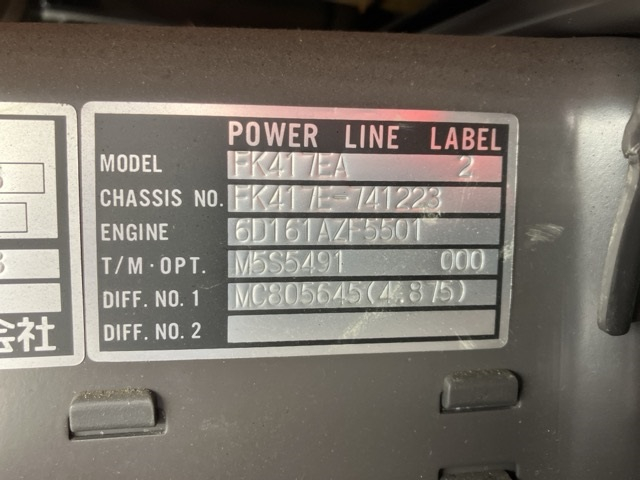 POWER LINE LABEL
MODEL FK417EA 2
CHASSIS NO. FK417E-741223
ENGINE 6D161AZF5501
T/M·OPT. M5S5491 000
DIFF. NO. 1 MC805645(4.875)
DIFF. NO. 2
会社